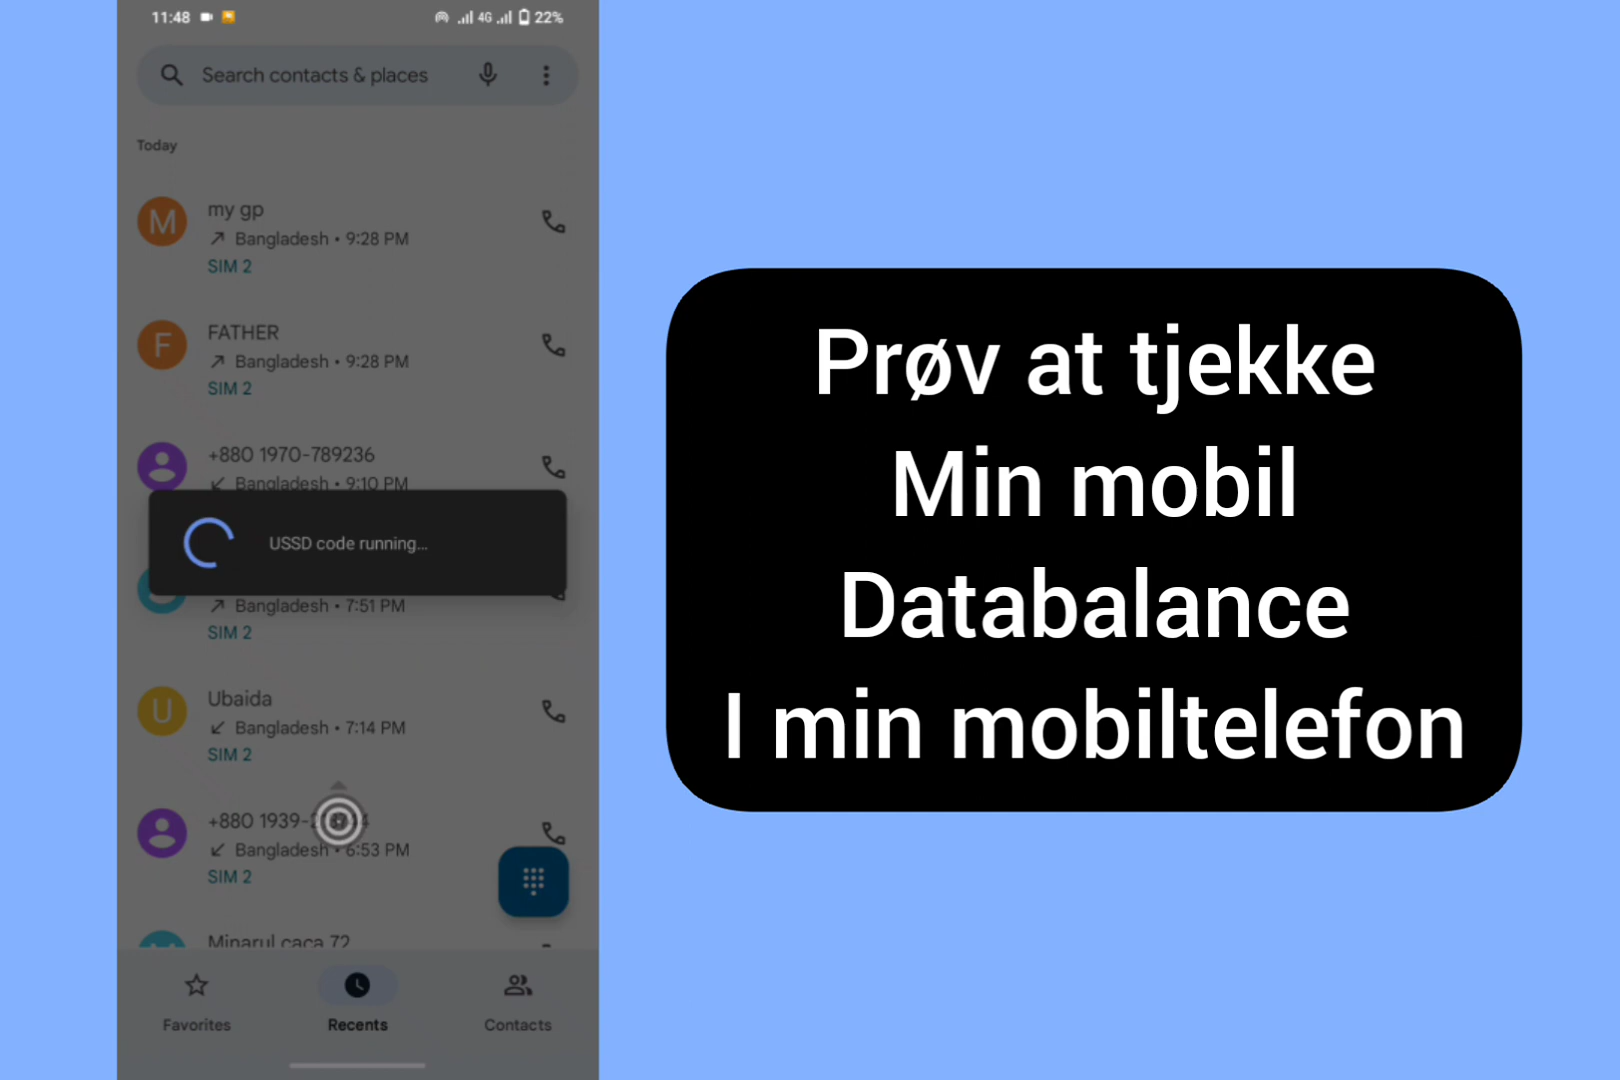 11:48
4G
22%
Search contacts & places
Today
M
my gp
Bangladesh • 9:28 PM
SIM 2
F
FATHER
Bangladesh • 9:28 PM
SIM 2
+880 1970-789236
Bangladesh • 9:10 PM
USSD code running...
Bangladesh • 7:51 PM
SIM 2
U
Ubaida
Bangladesh • 7:14 PM
SIM 2
+880 1939-
Bangladesh • 6:53 PM
SIM 2
Minarul caca 72
Favorites
Recents
Contacts
Prøv at tjekke
Min mobil
Databalance
I min mobiltelefon